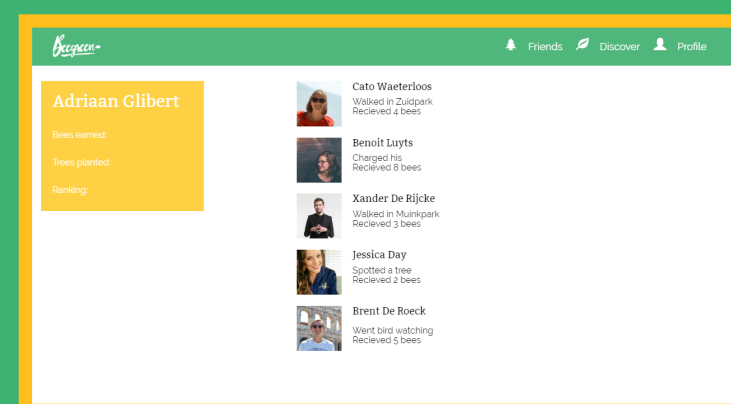 Beegreen
Friends
Discover
Profile
Adriaan Glibert
Bees earned:
Trees planted:
Ranking:
Cato Waeterloos
Walked in Zuidpark
Recieved 4 bees
Benoit Luyts
Charged his
Recieved 8 bees
Xander De Rijcke
Walked in Muinkpark
Recieved 3 bees
Jessica Day
Spotted a tree
Recieved 2 bees
Brent De Roeck
Went bird watching
Recieved 5 bees